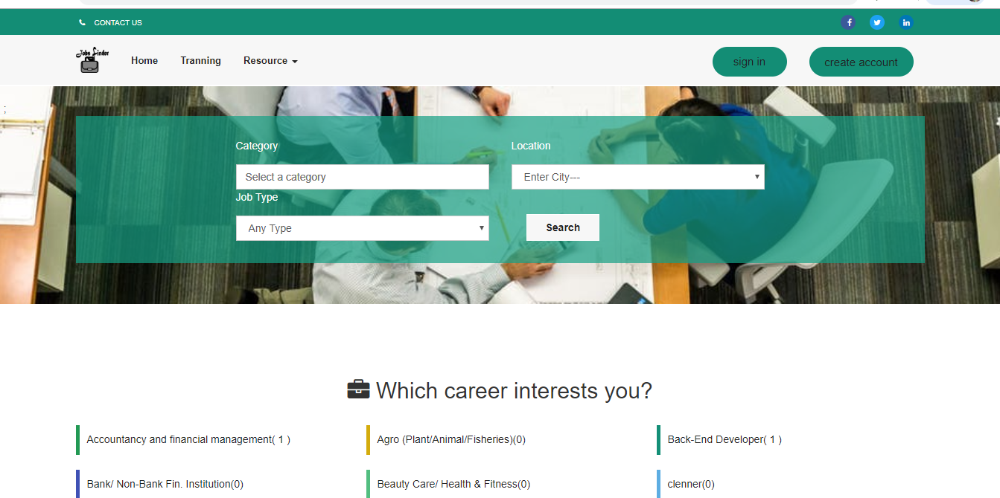 CONTACT US
Jobs Linder
Home Tranning Resource
sign in create account
;
Category Location
Select a category Enter City---
Job Type
Any Type Search
Which career interests you?
Accountancy and financial management( 1 ) Agro (Plant/Animal/Fisheries)(0) Back-End Developer( 1 )
Bank/ Non-Bank Fin. Institution(0) Beauty Care/ Health & Fitness(0) clenner(0)